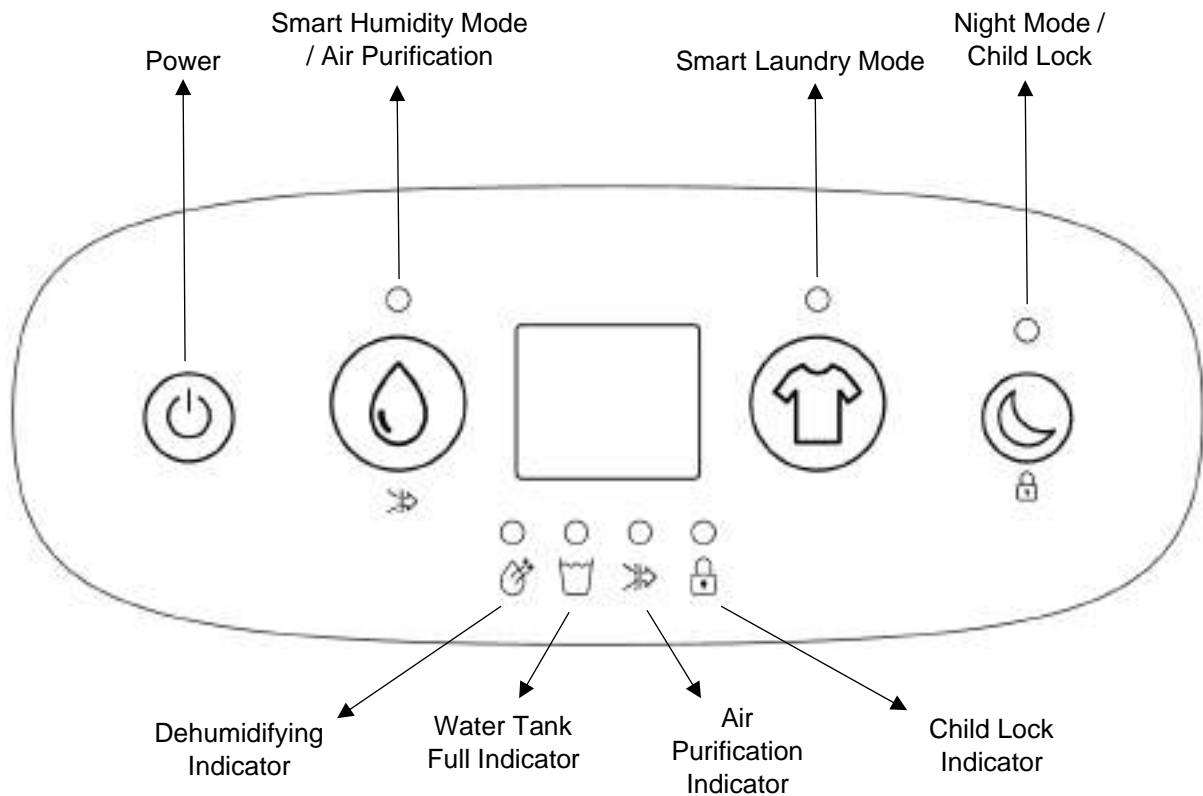 Power
Smart Humidity Mode
/ Air Purification
Smart Laundry Mode
Night Mode /
Child Lock
Dehumidifying
Indicator
Water Tank
Full Indicator
Air
Purification
Indicator
Child Lock
Indicator